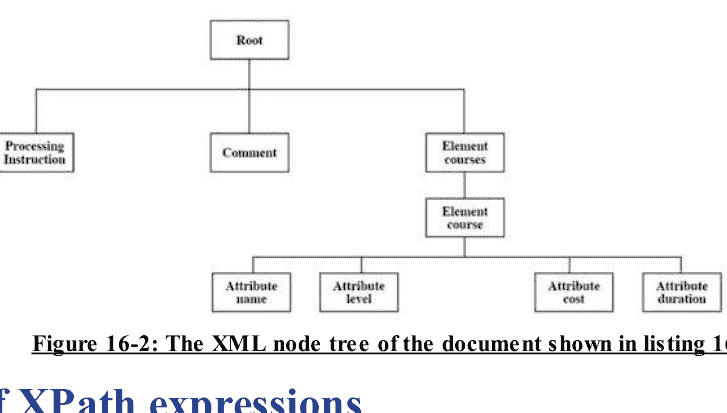 Root
Processing
Instruction
Comment
Element
courses
Element
course
Attribute
name
Attribute
level
Attribute
cost
Attribute
duration
Figure 16-2: The XML node tree of the document shown in listing
XPath expressions